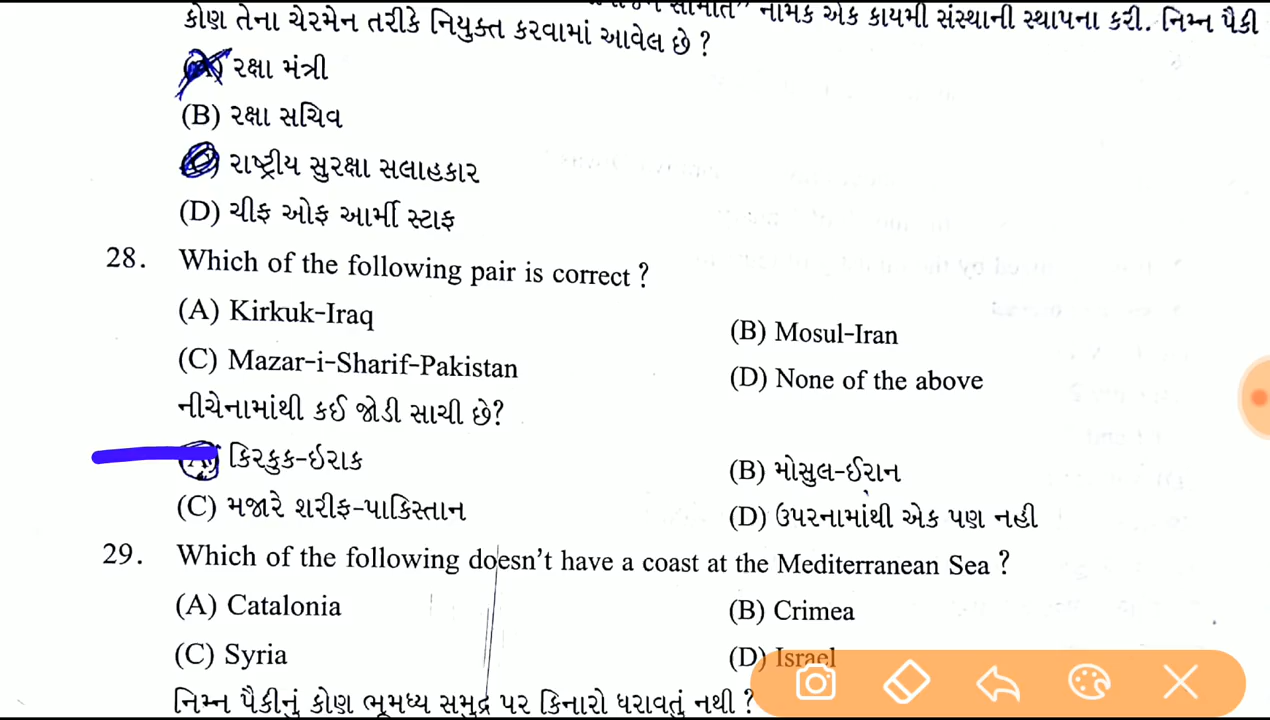 નામક એક કાયમી સંસ્થાની સ્થાપના કરી. નિમ્ન પૈકી
કોણ તેના ચેરમેન તરીકે નિયુક્ત કરવામાં આવેલ છે ?
(A) રક્ષા મંત્રી
(B) રક્ષા સચિવ
(C) રાષ્ટ્રીય સુરક્ષા સલાહકાર
(D) ચીફ ઓફ આર્મી સ્ટાફ
28. Which of the following pair is correct ?
(A) Kirkuk-Iraq
(B) Mosul-Iran
(C) Mazar-i-Sharif-Pakistan
(D) None of the above
નીચેનામાંથી કઈ જોડી સાચી છે?
(A) કિરકુક-ઇરાક
(B) મોસુલ-ઈરાન
(C) મજારે શરીફ-પાકિસ્તાન
(D) ઉપરનામાંથી એક પણ નહી
29. Which of the following doesn't have a coast at the Mediterranean Sea ?
(A) Catalonia
(B) Crimea
(C) Syria
(D) Israel
નિમ્ન પૈકીનું કોણ ભૂમધ્ય સમુદ્ર પર કિનારો ધરાવતું નથી ?